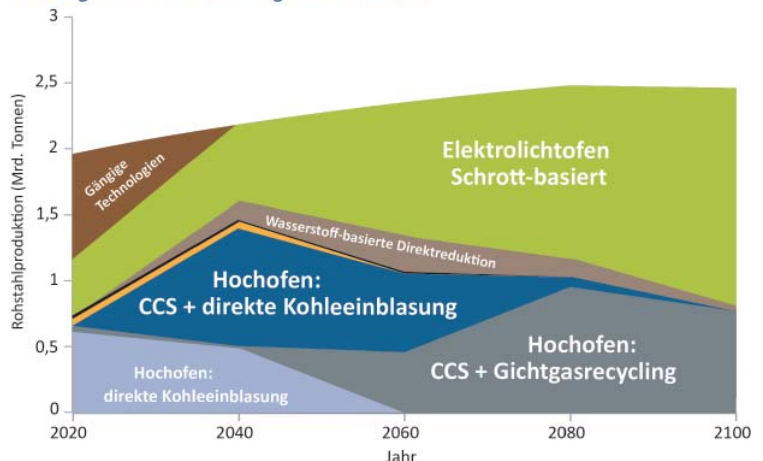 3
2,5
2
1,5
1
0,5
0
Rohstahlproduktion (Mrd. Tonnen)
Gängige
Technologien
Elektrolichtofen
Schrott-basiert
Wasserstoff-basierte Direktreduktion
Hochofen:
CCS + direkte Kohleeinblasung
Hochofen:
CCS + Gichtgasrecycling
Hochofen:
direkte Kohleeinblasung
2020 2040 2060 2080 2100
Jahr